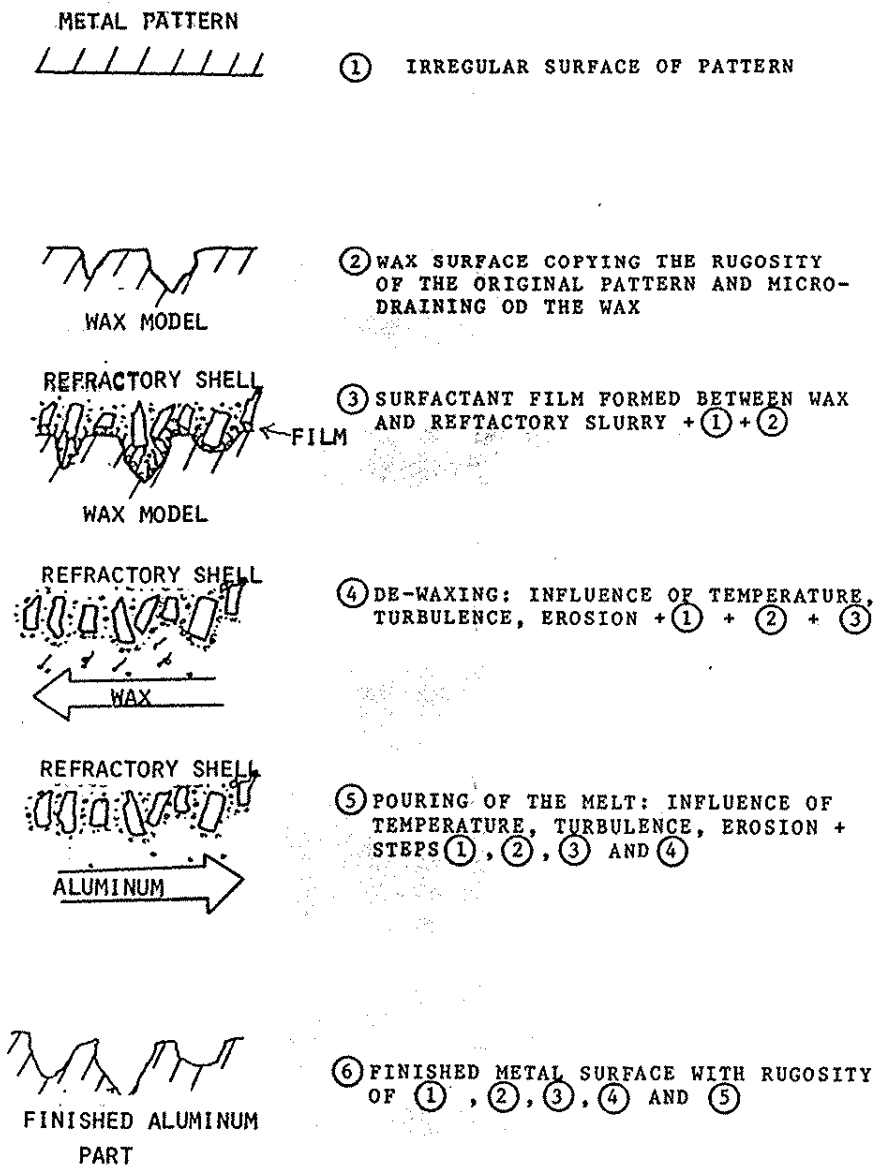 METAL PATTERN
① IRREGULAR SURFACE OF PATTERN
② WAX SURFACE COPYING THE RUGOSITY
OF THE ORIGINAL PATTERN AND MICRO-
DRAINING OD THE WAX
WAX MODEL
REFRACTORY SHELL
③ SURFACTANT FILM FORMED BETWEEN WAX
AND REFTACTORY SLURRY + ① + ②
FILM
WAX MODEL
REFRACTORY SHELL
④ DE-WAXING: INFLUENCE OF TEMPERATURE,
TURBULENCE, EROSION + ① + ② + ③
WAX
REFRACTORY SHELL
⑤ POURING OF THE MELT: INFLUENCE OF
TEMPERATURE, TURBULENCE, EROSION +
STEPS ① , ② , ③ AND ④
ALUMINUM
⑥ FINISHED METAL SURFACE WITH RUGOSITY
OF ① , ② , ③ , ④ AND ⑤
FINISHED ALUMINUM
PART